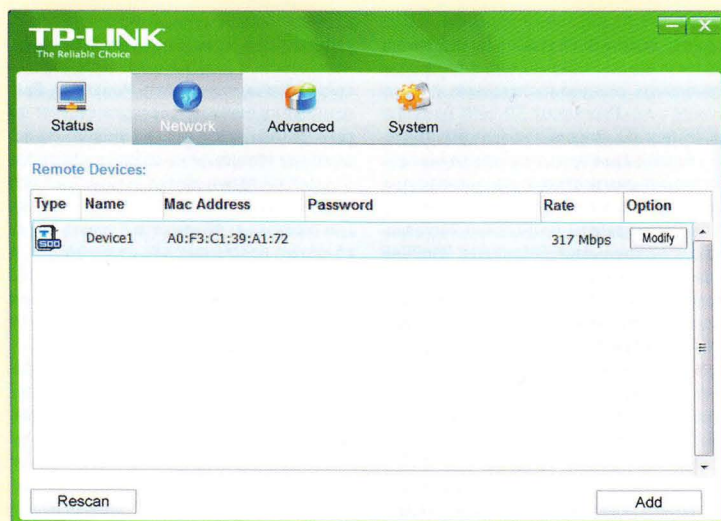 TP-LINK
The Reliable Choice
Status Network Advanced System
Remote Devices:
Type Name Mac Address Password Rate Option
T 500 Device1 A0:F3:C1:39:A1:72 317 Mbps Modify
Rescan Add